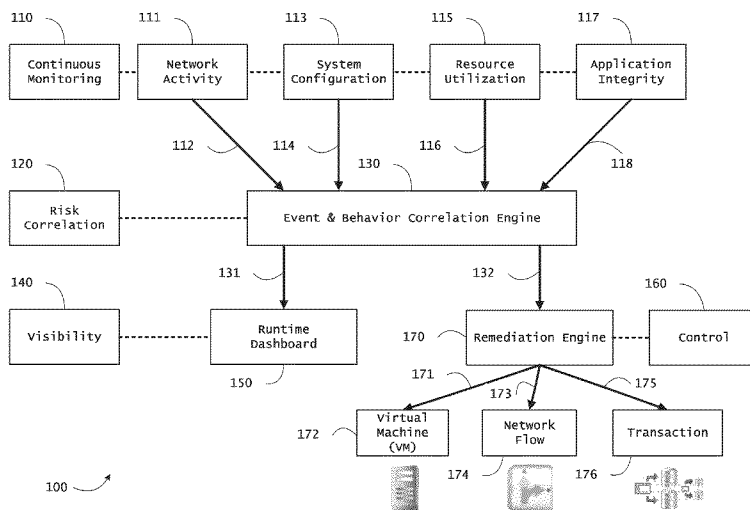 110
111
113
115
117
Continuous
Monitoring
Network
Activity
System
Configuration
Resource
Utilization
Application
Integrity
112
114
116
118
120
130
Risk
Correlation
Event & Behavior Correlation Engine
131
132
140
160
Visibility
Runtime
Dashboard
150
170
Remediation Engine
Control
171
173
175
172
Virtual
Machine
(VM)
Network
Flow
Transaction
174
176
100